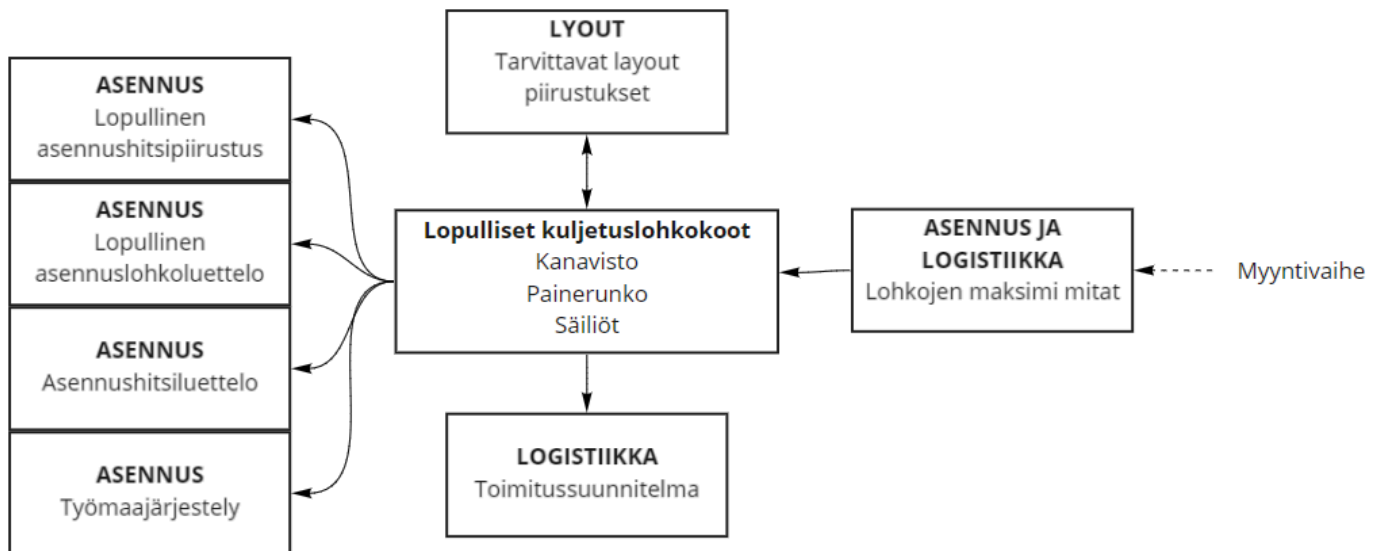 LYOUT
Tarvittavat layout
piirustukset
ASENNUS
Lopullinen
asennushitsipiirustus
ASENNUS
Lopullinen
asennuslohkoluettelo
ASENNUS
Asennushitsiluettelo
ASENNUS
Työmaajärjestely
Lopulliset kuljetuslohkokoot
Kanavisto
Painerunko
Säiliöt
ASENNUS JA
LOGISTIIKKA
Lohkojen maksimi mitat
Myyntivaihe
LOGISTIIKKA
Toimitussuunnitelma